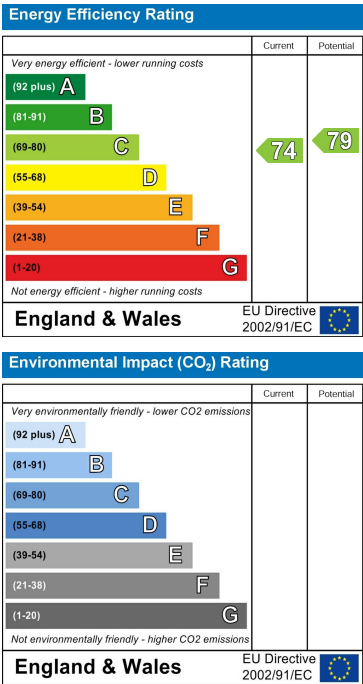 Energy Efficiency Rating
Current Potential
Very energy efficient - lower running costs
(92 plus) A
(81-91) B
(69-80) C 74 79
(55-68) D
(39-54) E
(21-38) F
(1-20) G
Not energy efficient - higher running costs
England & Wales EU Directive
2002/91/EC
Environmental Impact (CO₂) Rating
Current Potential
Very environmentally friendly - lower CO2 emissions
(92 plus) A
(81-91) B
(69-80) C
(55-68) D
(39-54) E
(21-38) F
(1-20) G
Not environmentally friendly - higher CO2 emissions
England & Wales EU Directive
2002/91/EC